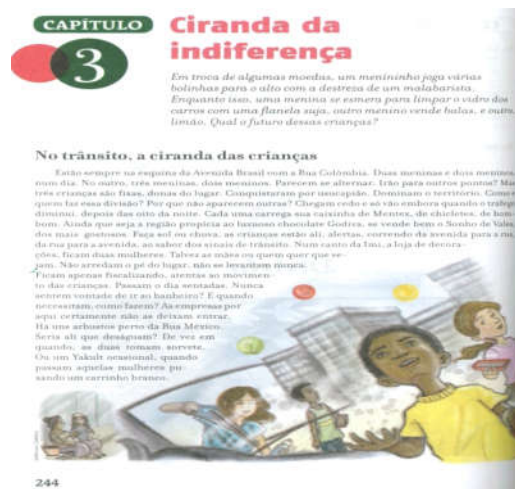 CAPÍTULO
3
Ciranda da
indiferença
Em troca de algumas moedas, um menininho joga várias
bolinhas para o alto com a destreza de um malabarista.
Enquanto isso, uma menina se esmera para limpar o vidro dos
carros com uma flanela suja, outro menino vende balas, e outro,
limão. Qual o futuro dessas crianças?
No trânsito, a ciranda das crianças
Estão sempre na esquina da Avenida Brasil com a Rua Colômbia. Duas meninas e dois meninos
num dia. No outro, três meninas, dois meninos. Parecem se alternar. Irão para outros pontos? Mas
três crianças são fixas, donas do lugar. Conquistaram por usucapião. Dominam o território. Como e
quem faz essa divisão? Por que não aparecem outras? Chegam cedo e só vão embora quando o tráfego
diminui, depois das oito da noite. Cada uma carrega sua caixinha de Mentex, de chicletes, de bom-
bom. Ainda que seja a região propícia ao famoso chocolate Godiva, se vende bem o Sonho de Valsa,
dos mais gostosos. Faça sol ou chuva, as crianças estão ali, alertas, correndo da avenida para a rua,
da rua para a avenida, ao sabor dos sinais de trânsito. Num canto da Imi, a loja de decora-
ções, ficam duas mulheres. Talvez as mães ou quem quer que se-
jam. Não arredam o pé do lugar, não se levantam nunca.
Ficam apenas fiscalizando, atentas ao movimen-
to das crianças. Passam o dia sentadas. Nunca
sentem vontade de ir ao banheiro? E quando
necessitam, como fazem? As empresas por
aqui certamente não as deixam entrar.
Há uns arbustos perto da Rua México.
Seria ali que deságuam? De vez em
quando, as duas tomam sorvete.
Ou um Yakult ocasional, quando
passam aquelas mulheres pu-
xando um carrinho branco.
244